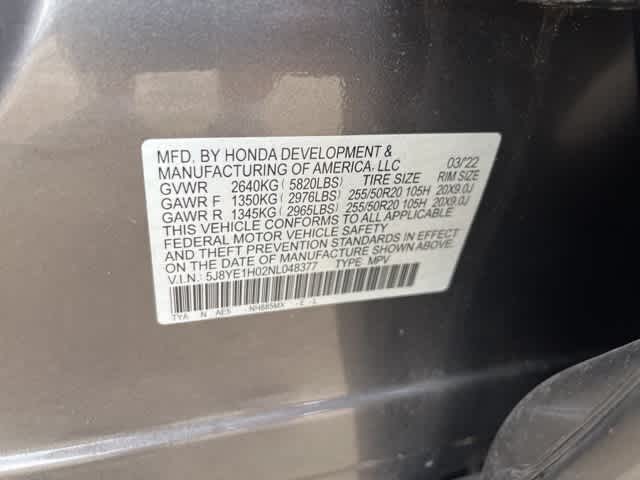 MFD. BY HONDA DEVELOPMENT &
MANUFACTURING OF AMERICA, LLC 03/'22
GVWR 2640KG (5820LBS) TIRE SIZE RIM SIZE
GAWR F 1350KG (2976LBS) 255/50R20 105H 20X9.0J
GAWR R 1345KG (2965LBS) 255/50R20 105H 20X9.0J
THIS VEHICLE CONFORMS TO ALL APPLICABLE
FEDERAL MOTOR VEHICLE SAFETY
AND THEFT PREVENTION STANDARDS IN EFFECT
ON THE DATE OF MANUFACTURE SHOWN ABOVE.
V.I.N.: 5J8YE1H02NL048377 TYPE: MPV
TYA N AE5 NH885MX -E -L